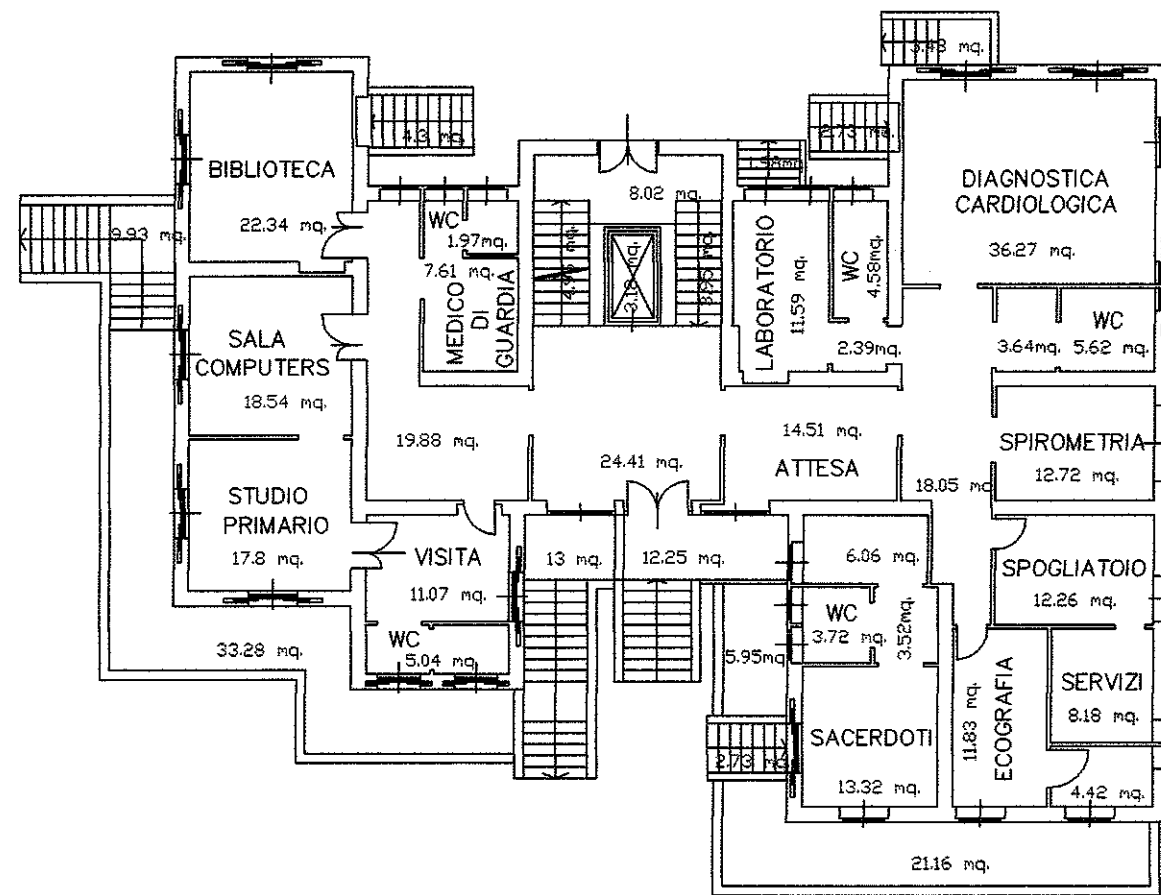 3.48 mq.
4.3 mq.
2.73 mq.
1.58mq.
BIBLIOTECA
22.34 mq.
9.93 mq.
WC
1.97mq.
7.61 mq.
MEDICO
DI
GUARDIA
8.02 mq.
3.18 mq.
3.95 mq.
LABORATORIO
11.59 mq.
WC
4.58mq.
2.39mq.
DIAGNOSTICA
CARDIOLOGICA
36.27 mq.
3.64mq.
WC
5.62 mq.
SALA
COMPUTERS
18.54 mq.
19.88 mq.
24.41 mq.
14.51 mq.
ATTESA
18.05 mq
SPIROMETRIA
12.72 mq.
STUDIO
PRIMARIO
17.8 mq.
VISITA
11.07 mq.
13 mq.
12.25 mq.
6.06 mq.
SPOGLIATOIO
12.26 mq.
WC
5.04 mq.
33.28 mq.
WC
3.72 mq.
3.52mq.
5.95mq
SACERDOTI
13.32 mq.
2.73 mq.
ECOGRAFIA
11.83 mq.
SERVIZI
8.18 mq.
4.42 mq.
21.16 mq.